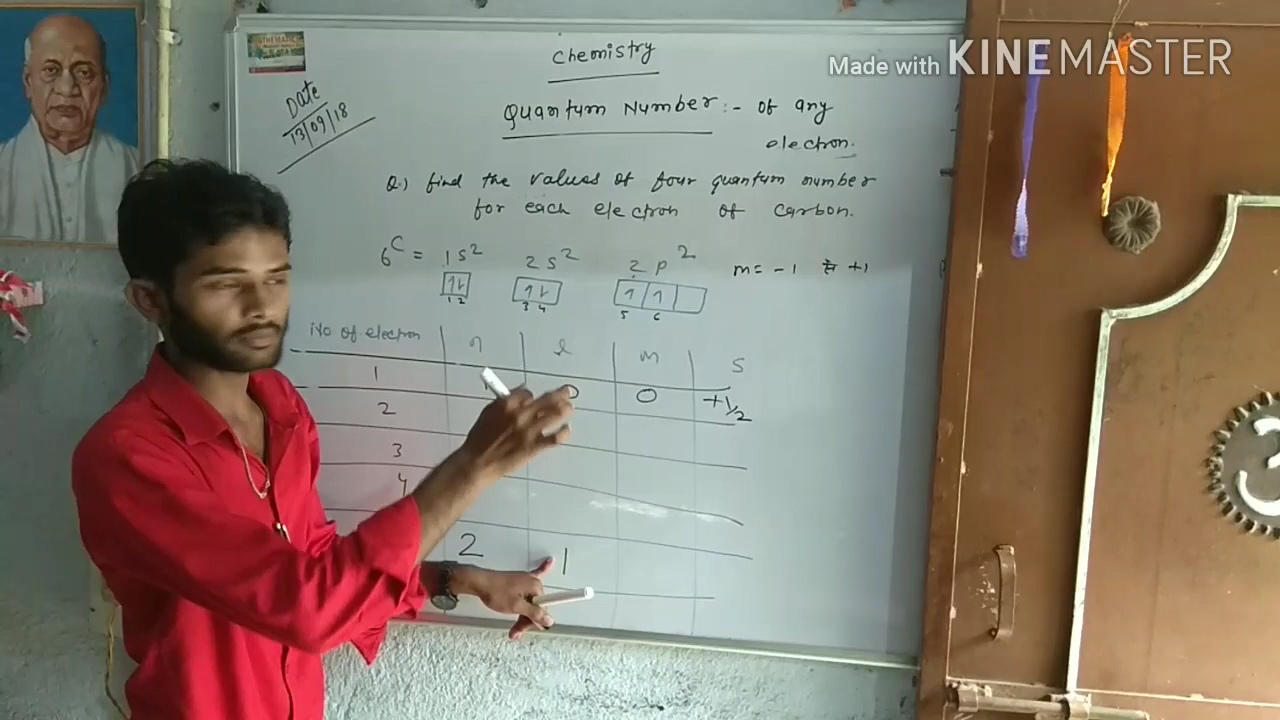 Made with KINEMASTER
Chemistry
Date
13/09/18
Quantum Number :- of any
electron.
Q.) find the values of four quantum number
for each electron of carbon.
6C = 1s² 2s² 2p² m = -1 से +1
↑↓ ↑↓ ↑ ↑
1 2 3 4 5 6
No of electron n l m s
1 0 0 +1/2
2
3
4
2 1